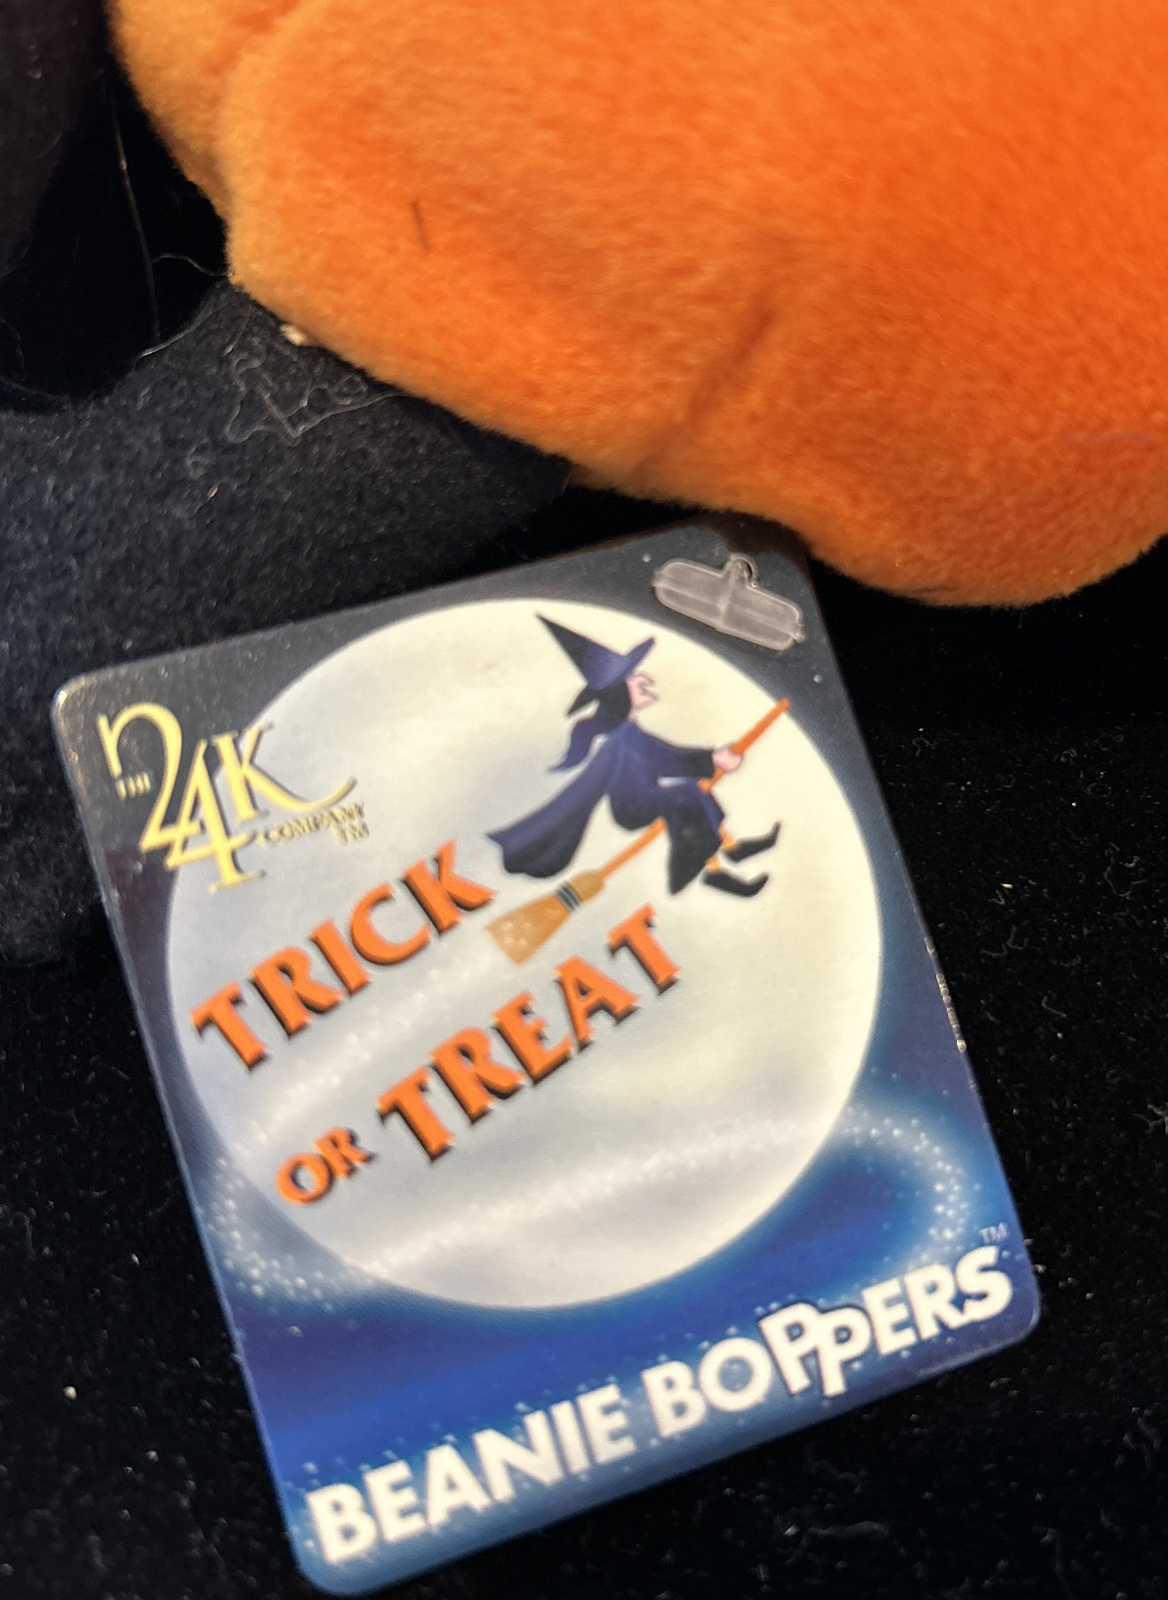 THE 24K
COMPANY
TM
TRICK
OR TREAT
TM
BEANIE BOPPERS